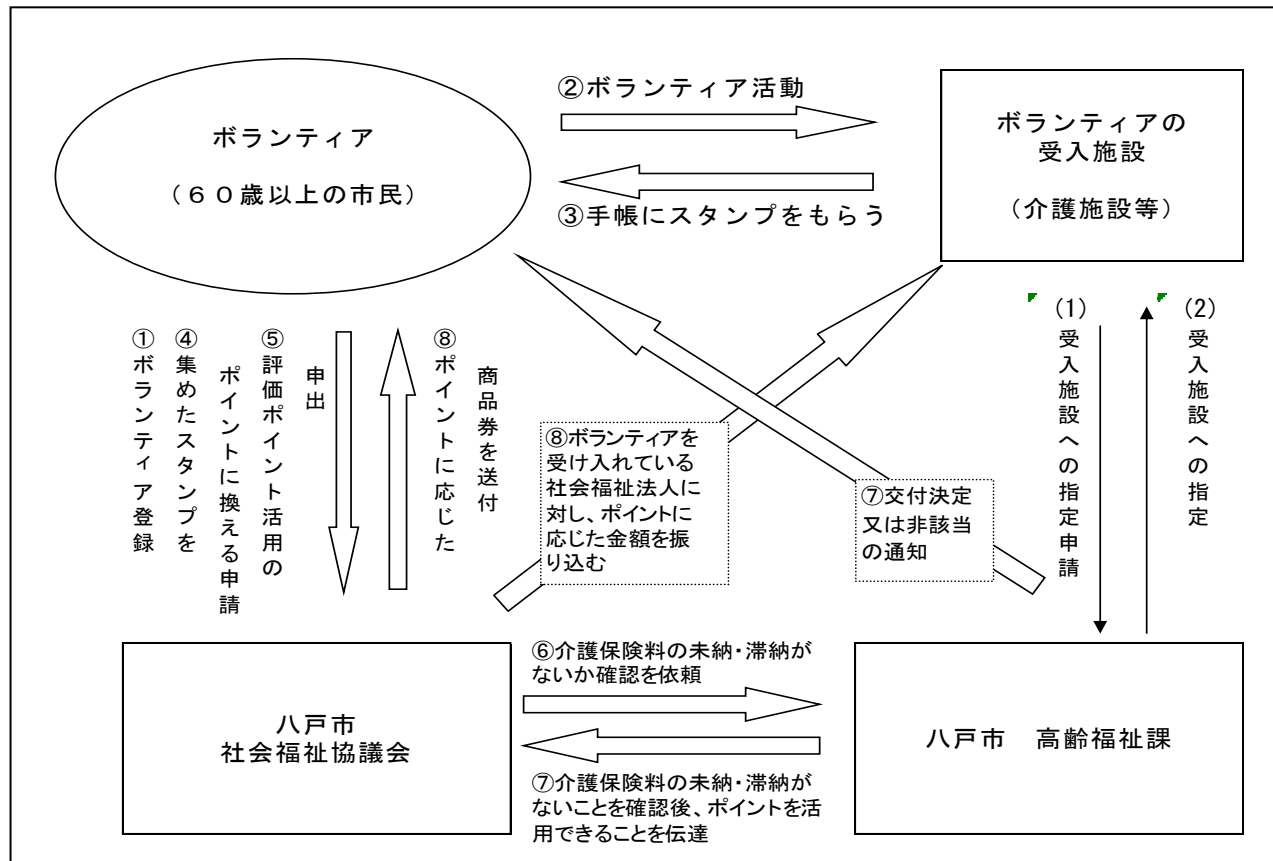 ボランティア
（６０歳以上の市民）
②ボランティア活動
③手帳にスタンプをもらう
ボランティアの
受入施設
（介護施設等）
①ボランティア登録
④集めたスタンプを
ポイントに換える申請
⑤評価ポイント活用の
申出
⑧ポイントに応じた
商品券を送付
⑧ボランティアを
受け入れている
社会福祉法人に
対し、ポイントに
応じた金額を振
り込む
⑦交付決定
又は非該当
の通知
(1)受入施設への指定申請
(2)受入施設への指定
八戸市
社会福祉協議会
⑥介護保険料の未納・滞納が
ないか確認を依頼
⑦介護保険料の未納・滞納が
ないことを確認後、ポイントを活
用できることを伝達
八戸市　高齢福祉課